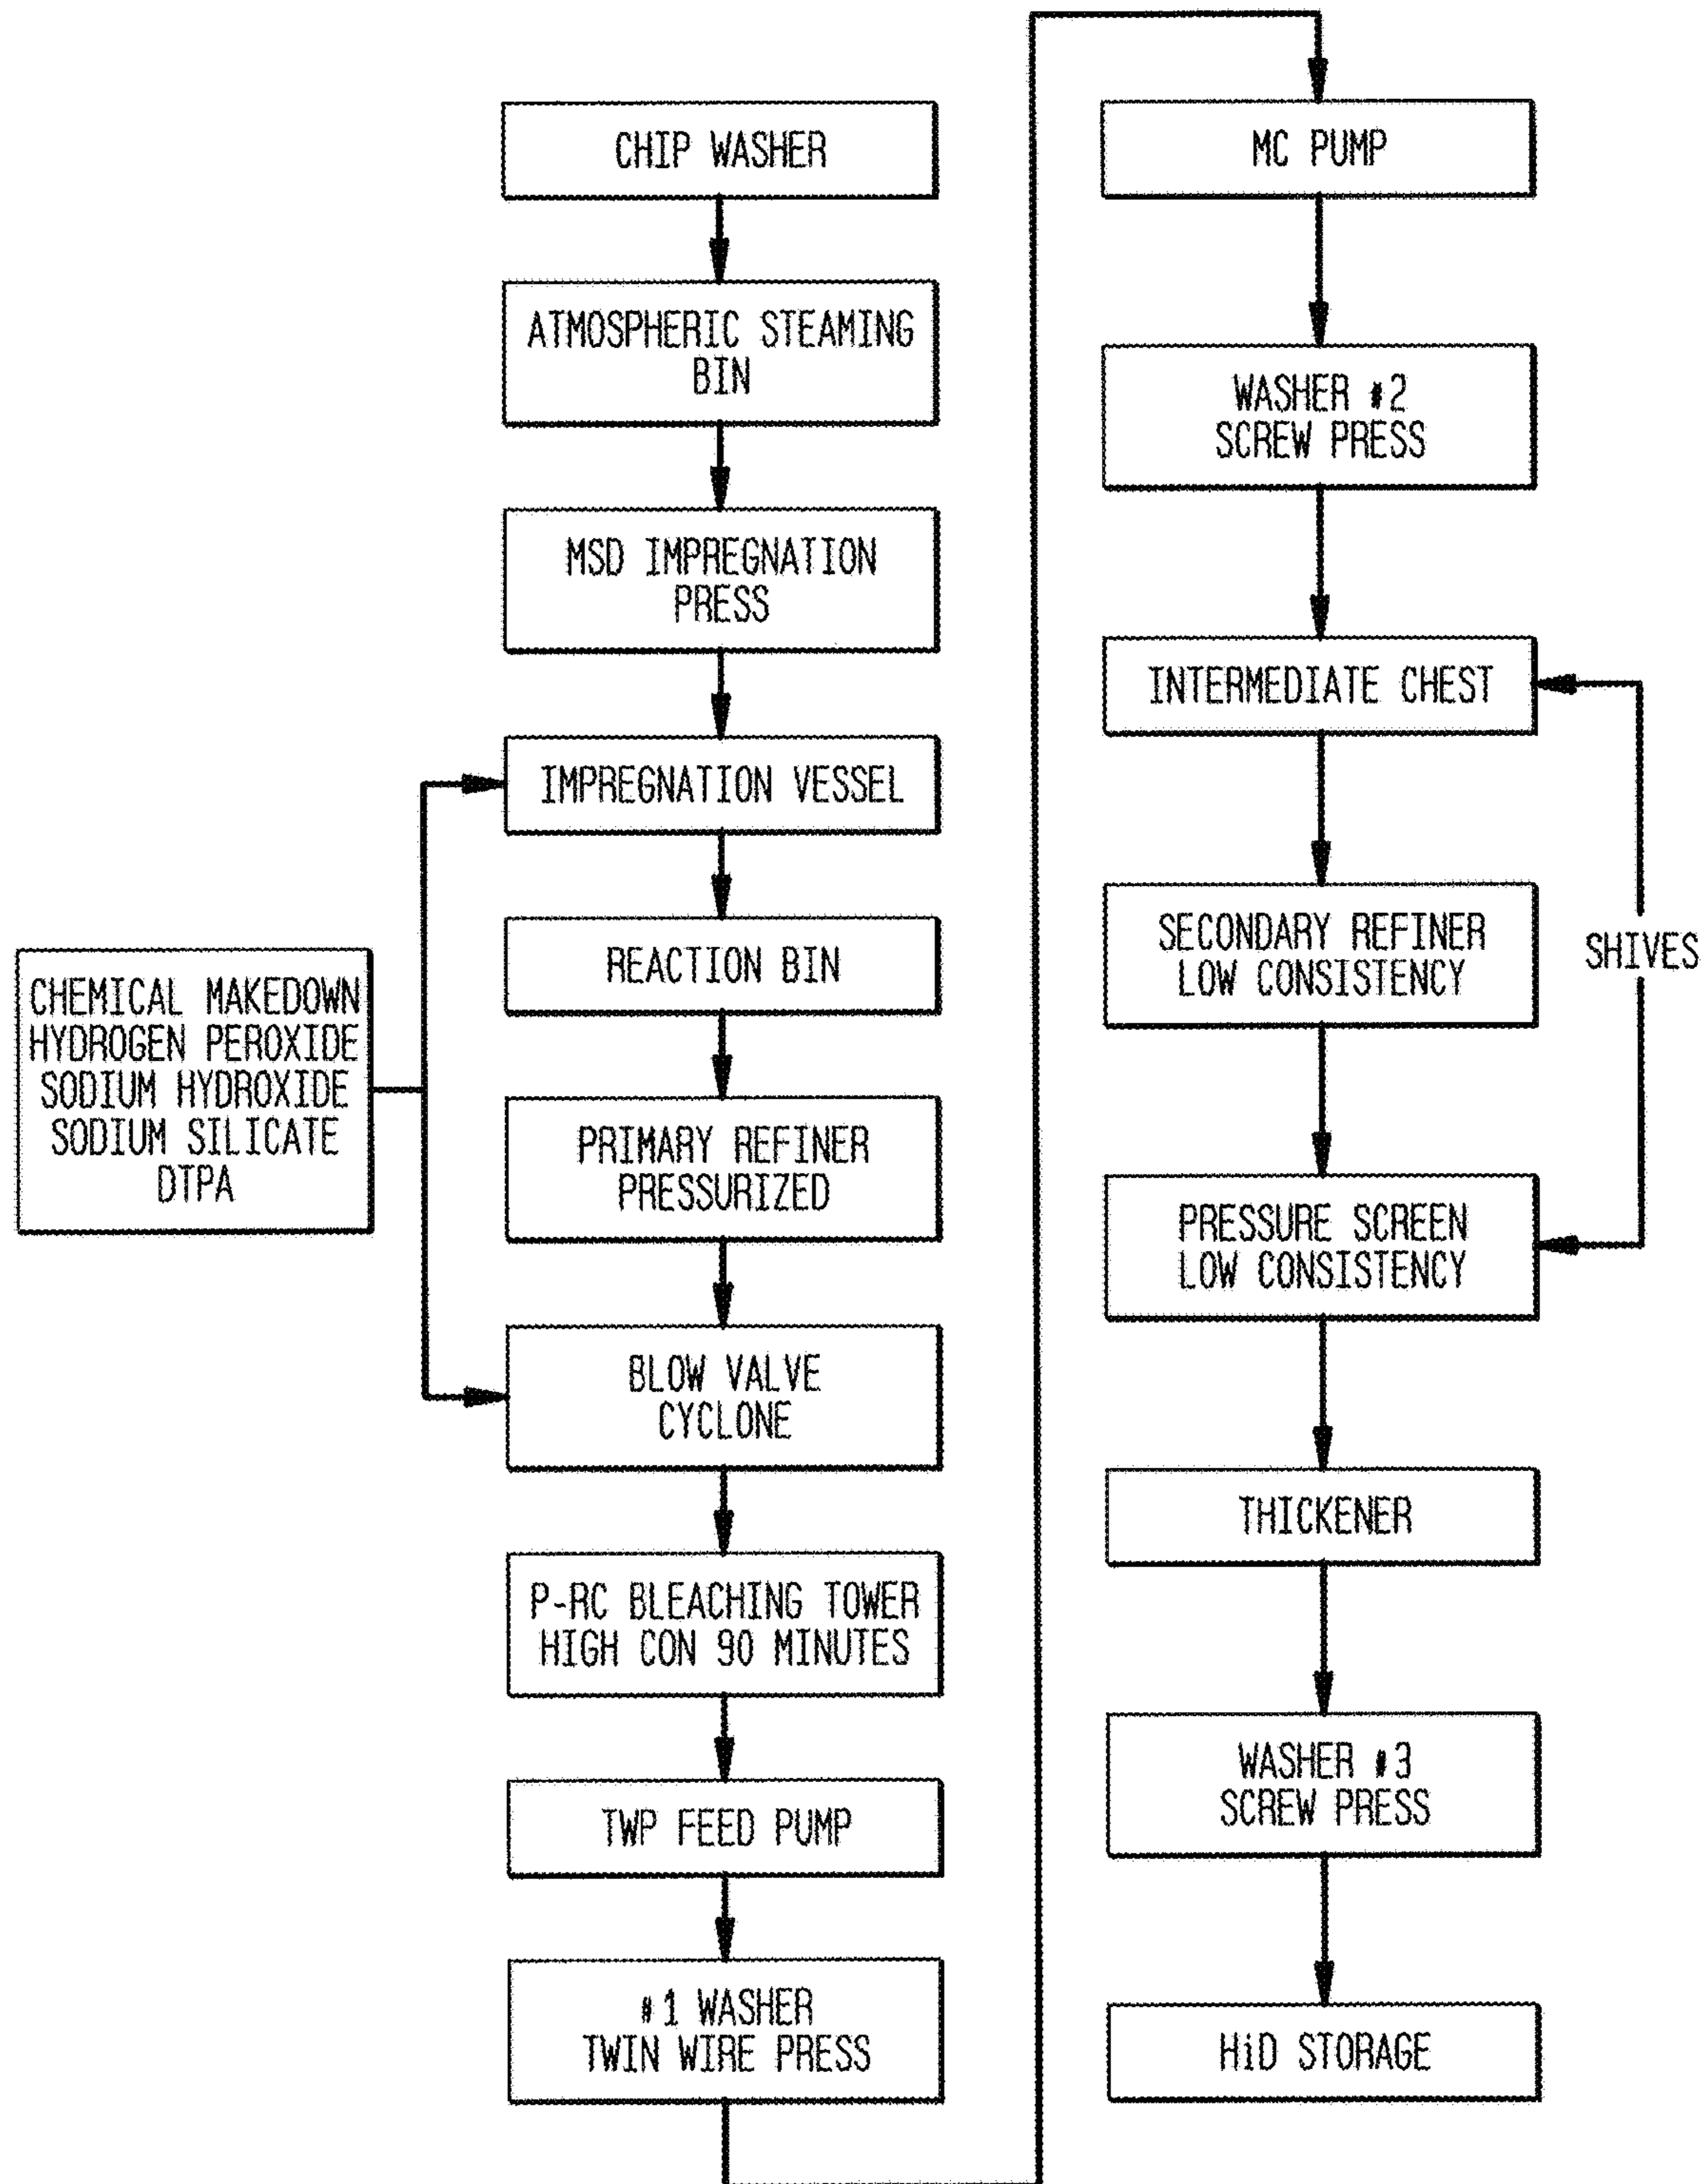 CHIP WASHER
ATMOSPHERIC STEAMING
BIN
MSD IMPREGNATION
PRESS
IMPREGNATION VESSEL
REACTION BIN
CHEMICAL MAKEDOWN
HYDROGEN PEROXIDE
SODIUM HYDROXIDE
SODIUM SILICATE
DTPA
PRIMARY REFINER
PRESSURIZED
BLOW VALVE
CYCLONE
P-RC BLEACHING TOWER
HIGH CON 90 MINUTES
TWP FEED PUMP
#1 WASHER
TWIN WIRE PRESS
MC PUMP
WASHER #2
SCREW PRESS
INTERMEDIATE CHEST
SECONDARY REFINER
LOW CONSISTENCY
SHIVES
PRESSURE SCREEN
LOW CONSISTENCY
THICKENER
WASHER #3
SCREW PRESS
HiD STORAGE